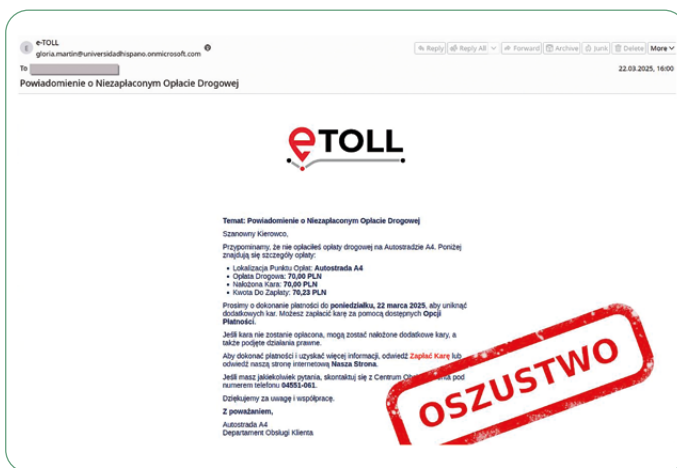 e-TOLL
gloria.martin@universidadhispano.onmicrosoft.com
Reply Reply All Forward Archive Junk Delete More
To
22.03.2025, 16:00
Powiadomienie o Niezapłaconym Opłacie Drogowej
eTOLL
Temat: Powiadomienie o Niezapłaconym Opłacie Drogowej
Szanowny Kierowco,
Przypominamy, że nie opłaciłeś opłaty drogowej na Autostradzie A4. Poniżej
znajdują się szczegóły opłaty:
• Lokalizacja Punktu Opłat: Autostrada A4
• Opłata Drogowa: 70,00 PLN
• Nałożona Kara: 70,00 PLN
• Kwota Do Zapłaty: 70,23 PLN
Prosimy o dokonanie płatności do poniedziałku, 22 marca 2025, aby uniknąć
dodatkowych kar. Możesz zapłacić karę za pomocą dostępnych Opcji
Płatności.
Jeśli kara nie zostanie opłacona, mogą zostać nałożone dodatkowe kary, a
także podjęte działania prawne.
Aby dokonać płatności i uzyskać więcej informacji, odwiedź Zapłać Karę lub
odwiedź naszą stronę internetową Nasza Strona.
Jeśli masz jakiekolwiek pytania, skontaktuj się z Centrum pod
numerem telefonu 04551-061.
Dziękujemy za uwagę i współpracę.
Z poważaniem,
Autostrada A4
Departament Obsługi Klienta
OSZUSTWO